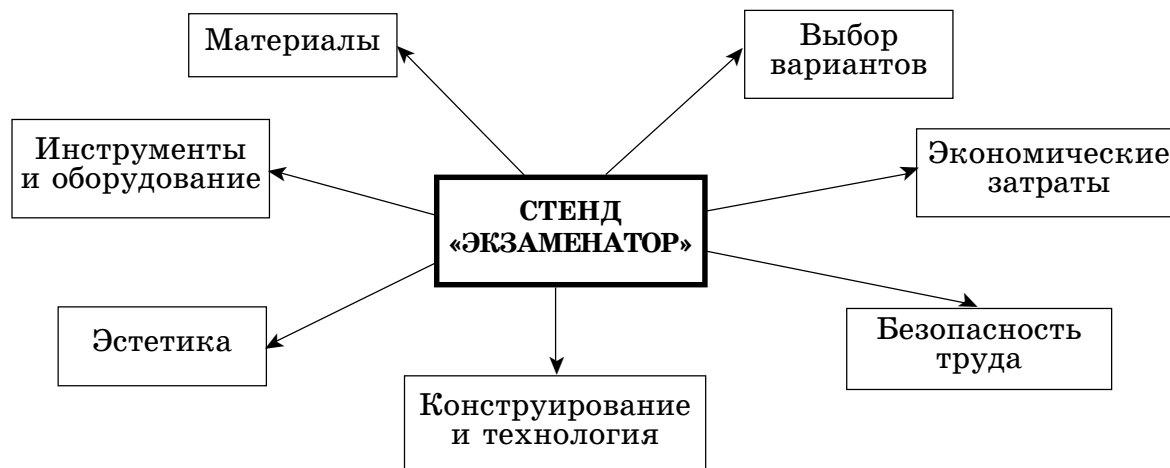 Материалы
Выбор
вариантов
Инструменты
и оборудование
Экономические
затраты
СТЕНД
«ЭКЗАМЕНАТОР»
Эстетика
Безопасность
труда
Конструирование
и технология